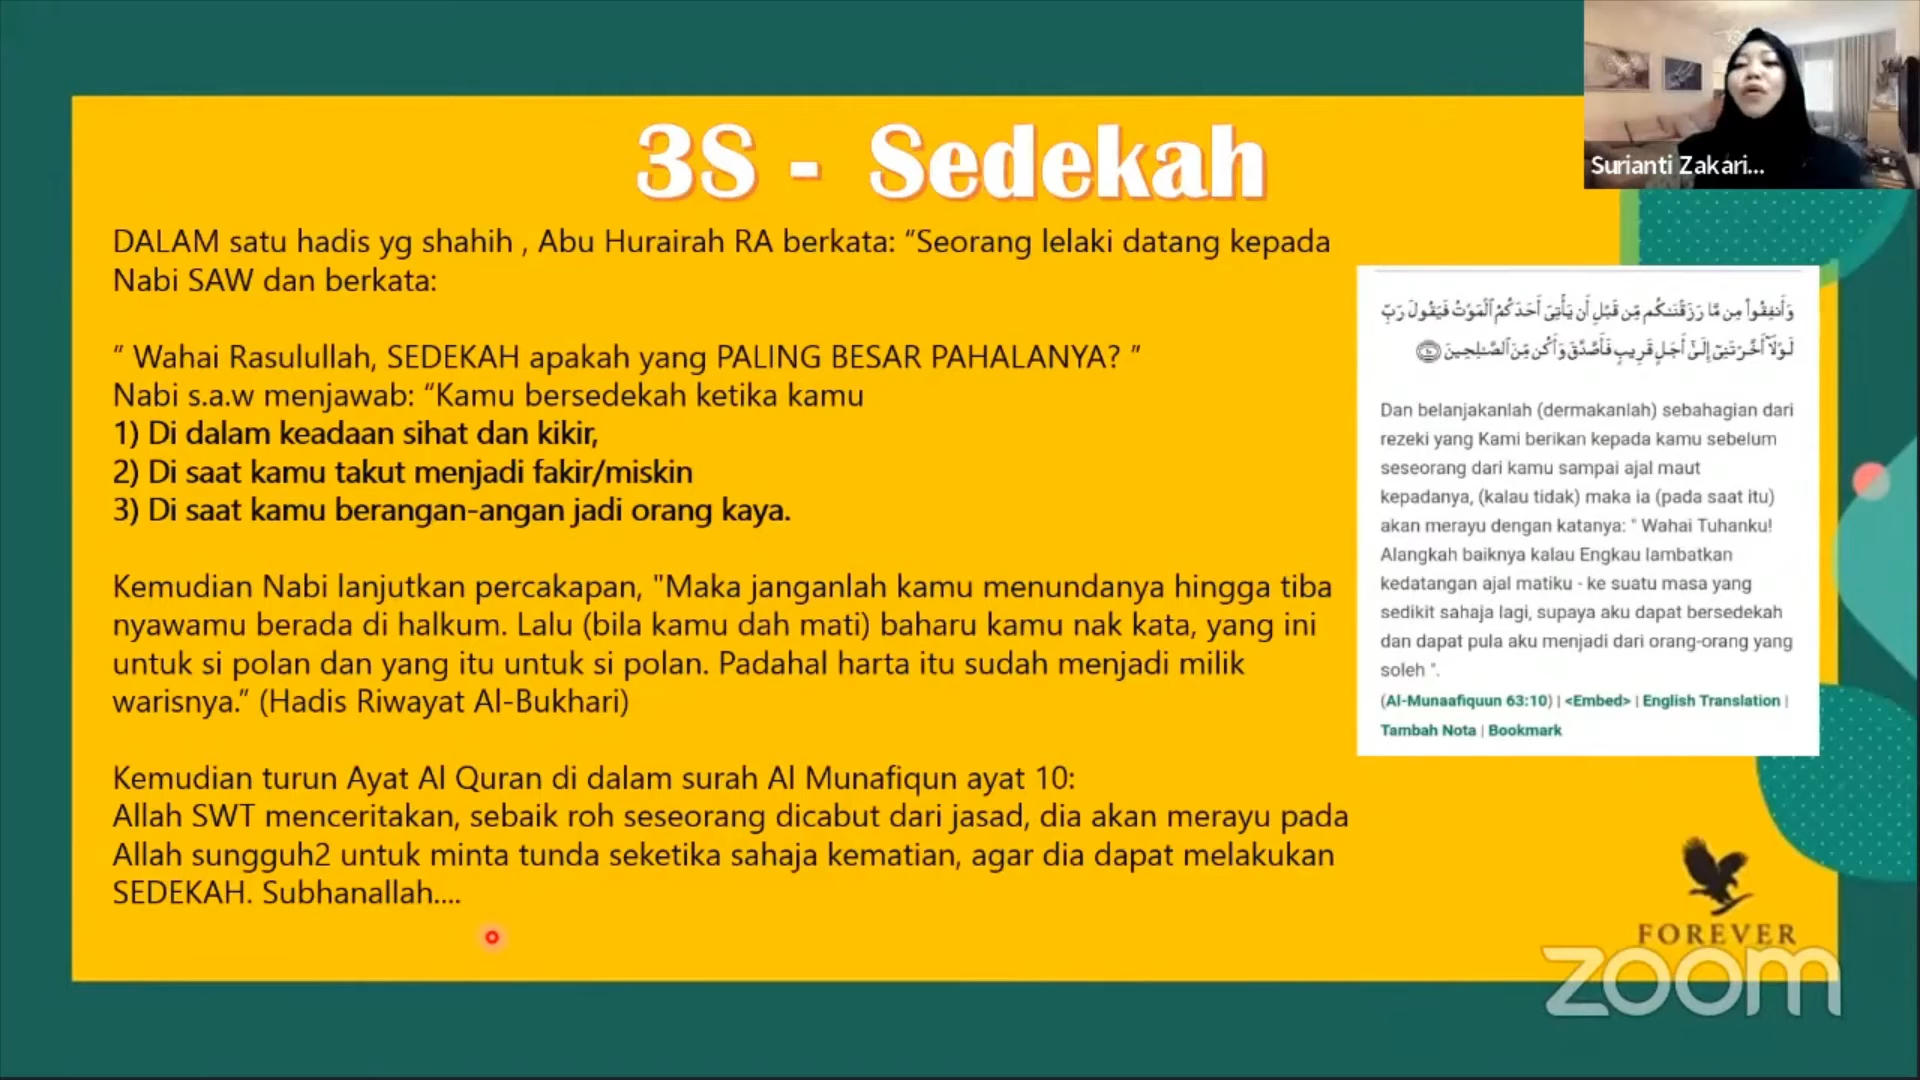 3S - Sedekah
Surianti Zakari...
DALAM satu hadis yg shahih , Abu Hurairah RA berkata: “Seorang lelaki datang kepada
Nabi SAW dan berkata:
” Wahai Rasulullah, SEDEKAH apakah yang PALING BESAR PAHALANYA? ”
Nabi s.a.w menjawab: “Kamu bersedekah ketika kamu
1) Di dalam keadaan sihat dan kikir,
2) Di saat kamu takut menjadi fakir/miskin
3) Di saat kamu berangan-angan jadi orang kaya.
Kemudian Nabi lanjutkan percakapan, "Maka janganlah kamu menundanya hingga tiba
nyawamu berada di halkum. Lalu (bila kamu dah mati) baharu kamu nak kata, yang ini
untuk si polan dan yang itu untuk si polan. Padahal harta itu sudah menjadi milik
warisnya.” (Hadis Riwayat Al-Bukhari)
Kemudian turun Ayat Al Quran di dalam surah Al Munafiqun ayat 10:
Allah SWT menceritakan, sebaik roh seseorang dicabut dari jasad, dia akan merayu pada
Allah sungguh2 untuk minta tunda seketika sahaja kematian, agar dia dapat melakukan
SEDEKAH. Subhanallah....
وَأَنفِقُوا۟ مِن مَّا رَزَقْنَـٰكُم مِّن قَبْلِ أَن يَأْتِىَ أَحَدَكُمُ ٱلْمَوْتُ فَيَقُولَ رَبِّ
لَوْلَآ أَخَّرْتَنِىٓ إِلَىٰٓ أَجَلٍ قَرِيبٍ فَأَصَّدَّقَ وَأَكُن مِّنَ ٱلصَّـٰلِحِينَ ١٠
Dan belanjakanlah (dermakanlah) sebahagian dari
rezeki yang Kami berikan kepada kamu sebelum
seseorang dari kamu sampai ajal maut
kepadanya, (kalau tidak) maka ia (pada saat itu)
akan merayu dengan katanya: " Wahai Tuhanku!
Alangkah baiknya kalau Engkau lambatkan
kedatangan ajal matiku - ke suatu masa yang
sedikit sahaja lagi, supaya aku dapat bersedekah
dan dapat pula aku menjadi dari orang-orang yang
soleh ".
(Al-Munaafiquun 63:10) | <Embed> | English Translation |
Tambah Nota | Bookmark
FOREVER
zoom